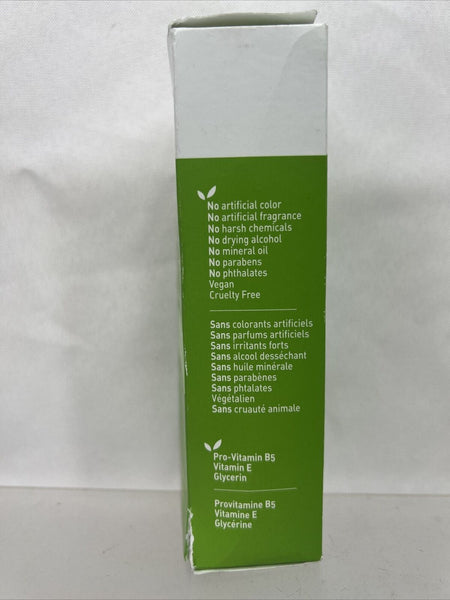 No artificial color
No artificial fragrance
No harsh chemicals
No drying alcohol
No mineral oil
No parabens
No phthalates
Vegan
Cruelty Free
Sans colorants artificiels
Sans parfums artificiels
Sans irritants forts
Sans alcool desséchant
Sans huile minérale
Sans parabènes
Sans phtalates
Végétalien
Sans cruauté animale
Pro-Vitamin B5
Vitamin E
Glycerin
Provitamine B5
Vitamine E
Glycérine